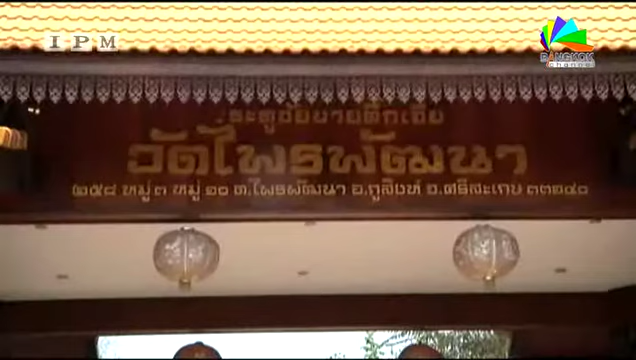 IPM
BANGKOK
channel
วัดไพรพัฒนา
๒๕๘ หมู่ ๓ หมู่ ๑๐ ต.ไพรพัฒนา อ.ภูสิงห์ จ.ศรีสะเกษ ๓๓๑๔๐